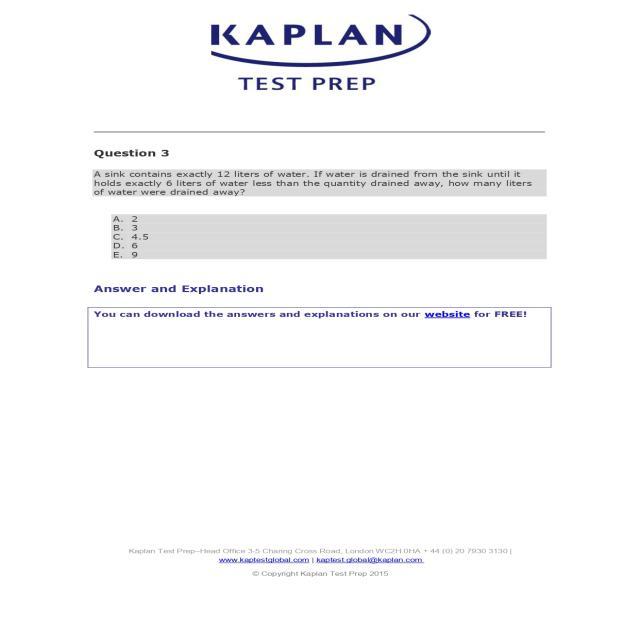 KAPLAN
TEST PREP
Question 3
A sink contains exactly 12 liters of water. If water is drained from the sink until it
holds exactly 6 liters of water less than the quantity drained away, how many liters
of water were drained away?
A. 2
B. 3
C. 4.5
D. 6
E. 9
Answer and Explanation
You can download the answers and explanations on our website for FREE!
Kaplan Test Prep–Head Office 3-5 Charing Cross Road, London WC2H.0HA + 44 (0) 20 7930 3130 |
www.kaptestglobal.com | kaptest.global@kaplan.com
© Copyright Kaplan Test Prep 2015